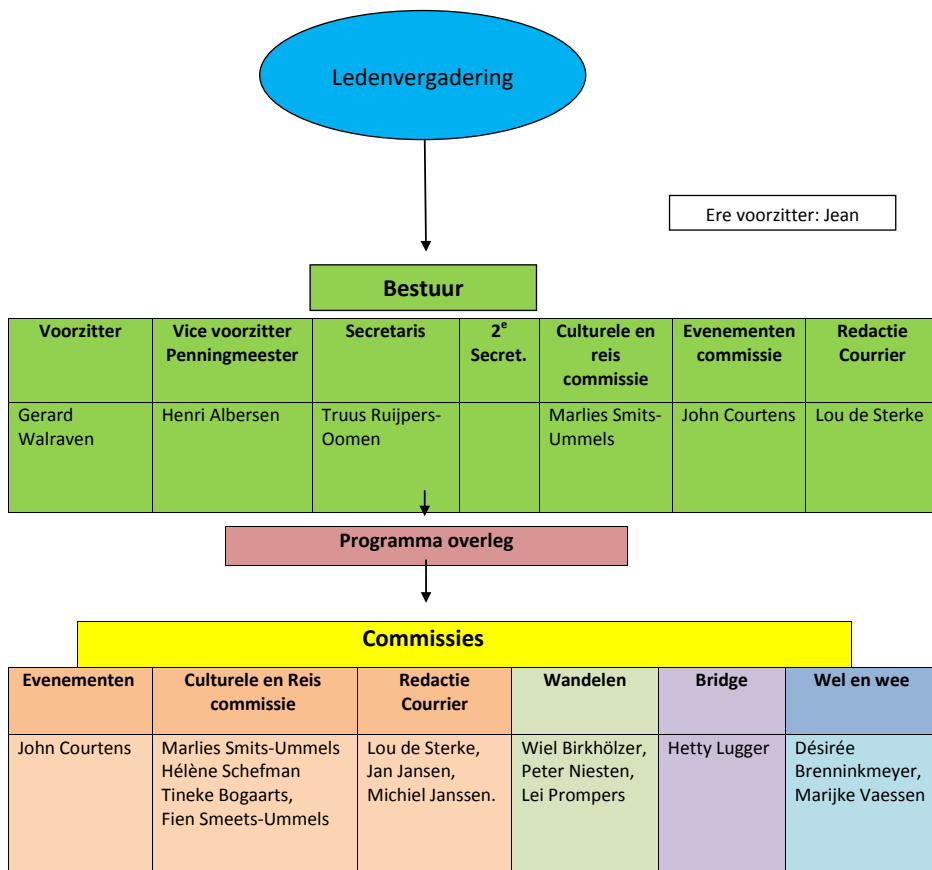 Ledenvergadering
Ere voorzitter: Jean
Bestuur
Voorzitter
Vice voorzitter
Penningmeester
Secretaris
2e
Secret.
Culturele en
reis
commissie
Evenementen
commissie
Redactie
Courrier
Gerard
Walraven
Henri Albersen
Truus Ruijpers-
Oomen
Marlies Smits-
Ummels
John Courtens
Lou de Sterke
Programma overleg
Commissies
Evenementen
Culturele en Reis
commissie
Redactie
Courrier
Wandelen
Bridge
Wel en wee
John Courtens
Marlies Smits-Ummels
Hélène Schefman
Tineke Bogaarts,
Fien Smeets-Ummels
Lou de Sterke,
Jan Jansen,
Michiel Janssen.
Wiel Birkhölzer,
Peter Niesten,
Lei Prompers
Hetty Lugger
Désirée
Brenninkmeyer,
Marijke Vaessen